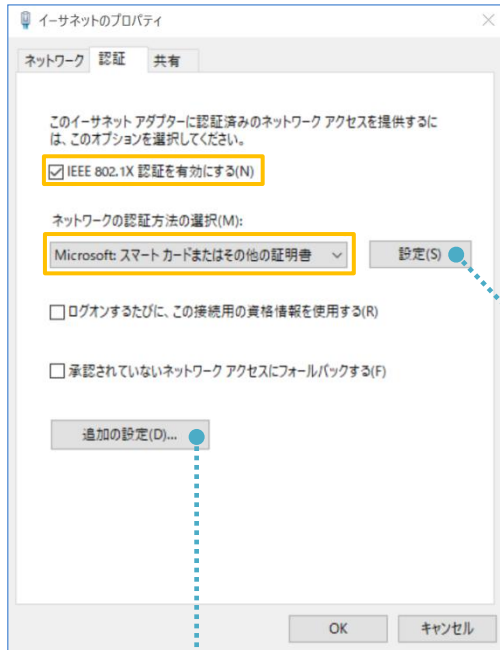 イーサネットのプロパティ
ネットワーク 認証 共有
このイーサネット アダプターに認証済みのネットワーク アクセスを提供するに
は、このオプションを選択してください。
IEEE 802.1X 認証を有効にする(N)
ネットワークの認証方法の選択(M):
Microsoft: スマート カードまたはその他の証明書 設定(S)
ログオンするたびに、この接続用の資格情報を使用する(R)
承認されていないネットワーク アクセスにフォールバックする(F)
追加の設定(D)...
OK キャンセル